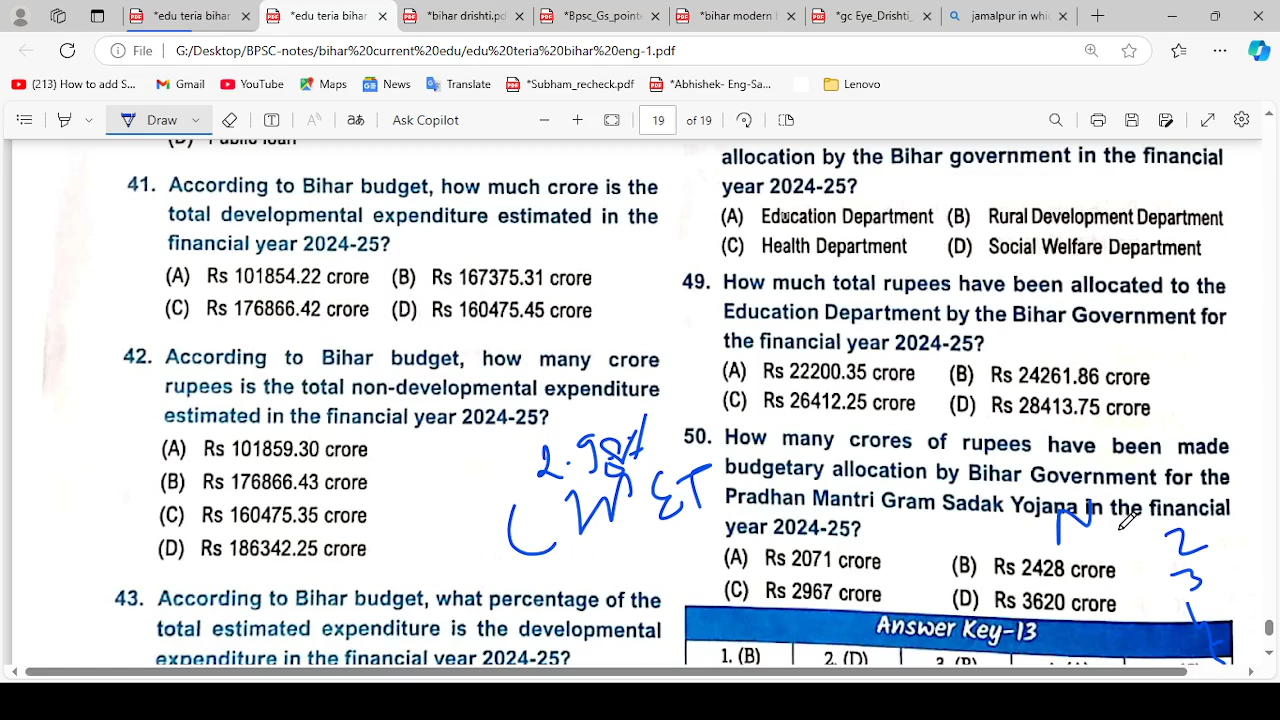 *edu teria bihar
*edu teria bihar
*bihar drishti.pd
*Bpsc_Gs_point
*bihar modern
*gc Eye_Drishti_
jamalpur in whi
File
G:/Desktop/BPSC-notes/bihar%20current%20edu/edu%20teria%20bihar%20eng-1.pdf
(213) How to add S...
Gmail
YouTube
Maps
News
Translate
*Subham_recheck.pdf
*Abhishek- Eng-Sa...
Lenovo
Draw
Ask Copilot
19
of 19
(D) Public loan
41. According to Bihar budget, how much crore is the
total developmental expenditure estimated in the
financial year 2024-25?
(A) Rs 101854.22 crore (B) Rs 167375.31 crore
(C) Rs 176866.42 crore (D) Rs 160475.45 crore
42. According to Bihar budget, how many crore
rupees is the total non-developmental expenditure
estimated in the financial year 2024-25?
(A) Rs 101859.30 crore
(B) Rs 176866.43 crore
(C) Rs 160475.35 crore
(D) Rs 186342.25 crore
43. According to Bihar budget, what percentage of the
total estimated expenditure is the developmental
expenditure in the financial year 2024-25?
allocation by the Bihar government in the financial
year 2024-25?
(A) Education Department (B) Rural Development Department
(C) Health Department (D) Social Welfare Department
49. How much total rupees have been allocated to the
Education Department by the Bihar Government for
the financial year 2024-25?
(A) Rs 22200.35 crore (B) Rs 24261.86 crore
(C) Rs 26412.25 crore (D) Rs 28413.75 crore
50. How many crores of rupees have been made
budgetary allocation by Bihar Government for the
Pradhan Mantri Gram Sadak Yojana in the financial
year 2024-25?
(A) Rs 2071 crore (B) Rs 2428 crore
(C) Rs 2967 crore (D) Rs 3620 crore
Answer Key-13
1. (B) 2. (D) 3. (B)
ET
N
2
3
1